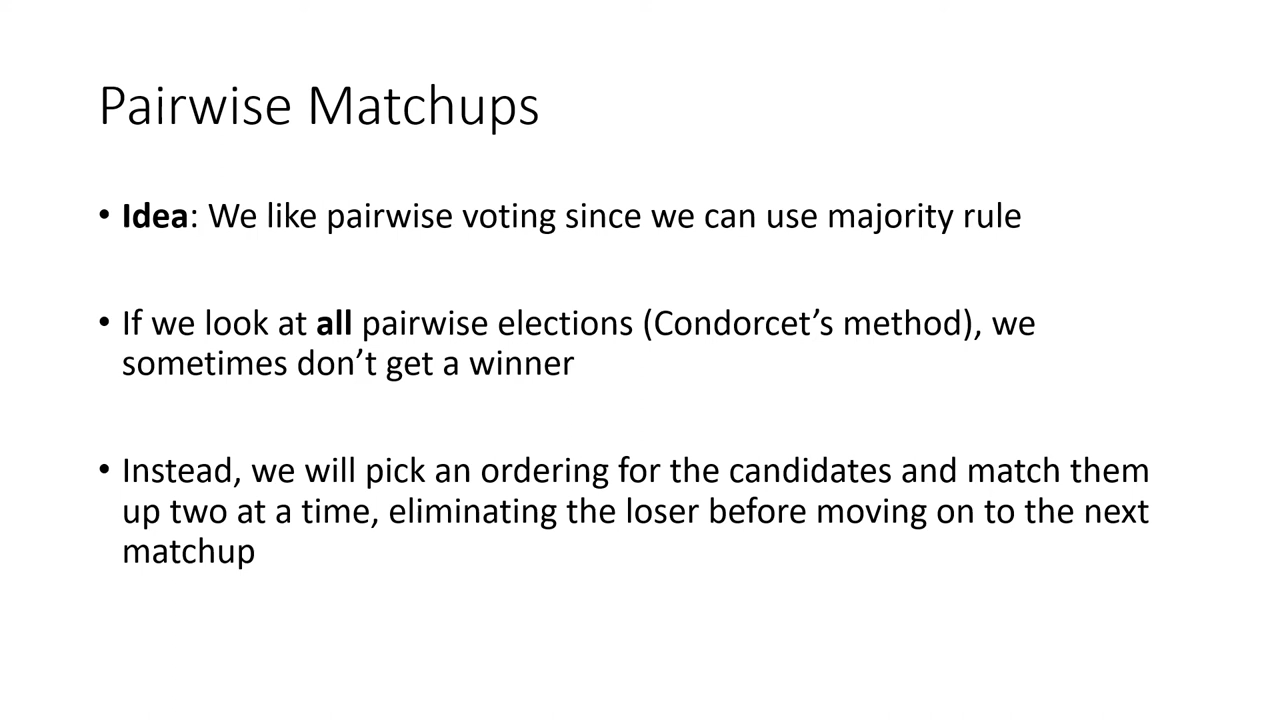 Pairwise Matchups
• Idea: We like pairwise voting since we can use majority rule
• If we look at all pairwise elections (Condorcet’s method), we
sometimes don’t get a winner
• Instead, we will pick an ordering for the candidates and match them
up two at a time, eliminating the loser before moving on to the next
matchup